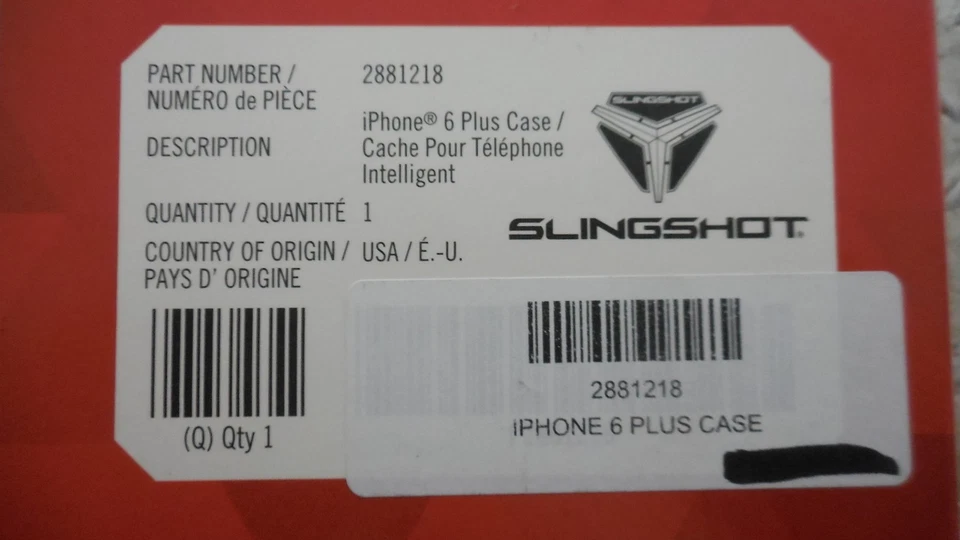 PART NUMBER / 2881218
NUMÉRO de PIÈCE
DESCRIPTION
iPhone® 6 Plus Case /
Cache Pour Téléphone
Intelligent
QUANTITY / QUANTITÉ 1
COUNTRY OF ORIGIN / USA / É.-U.
PAYS D' ORIGINE
(Q) Qty 1
SLINGSHOT
SLINGSHOT
2881218
IPHONE 6 PLUS CASE